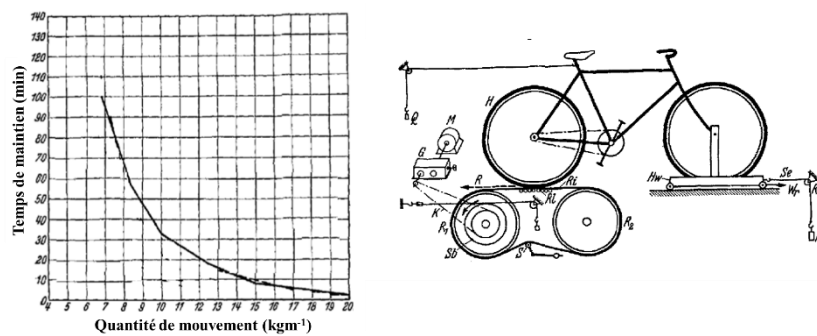 Temps de maintien (min)
140
130
120
110
100
90
80
70
60
50
40
30
20
10
0
4 5 6 7 8 9 10 11 12 13 14 15 16 17 18 19 20
Quantité de mouvement (kgm-1)
H
Q
M
G
R
Ri
Rl
K
R1
Sb
S
R2
Hw
Se
Wn
R